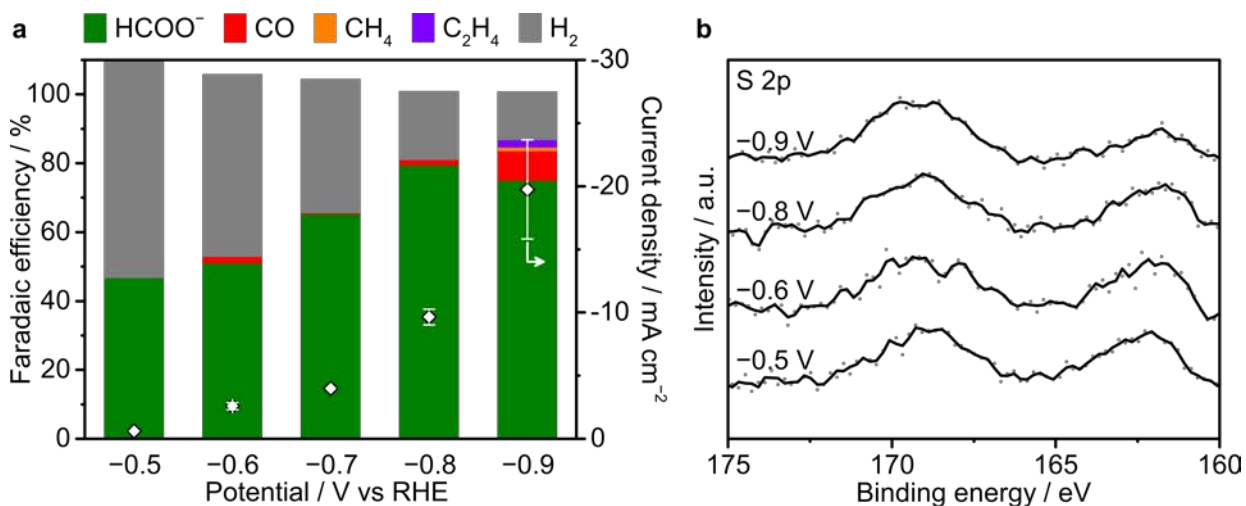 a
HCOO⁻ CO CH₄ C₂H₄ H₂
Faradaic efficiency / %
100
80
60
40
20
0
-30
-20
-10
0
Current density / mA cm⁻²
−0.5 −0.6 −0.7 −0.8 −0.9
Potential / V vs RHE
b
S 2p
−0.9 V
−0.8 V
−0.6 V
−0.5 V
Intensity / a.u.
175 170 165 160
Binding energy / eV